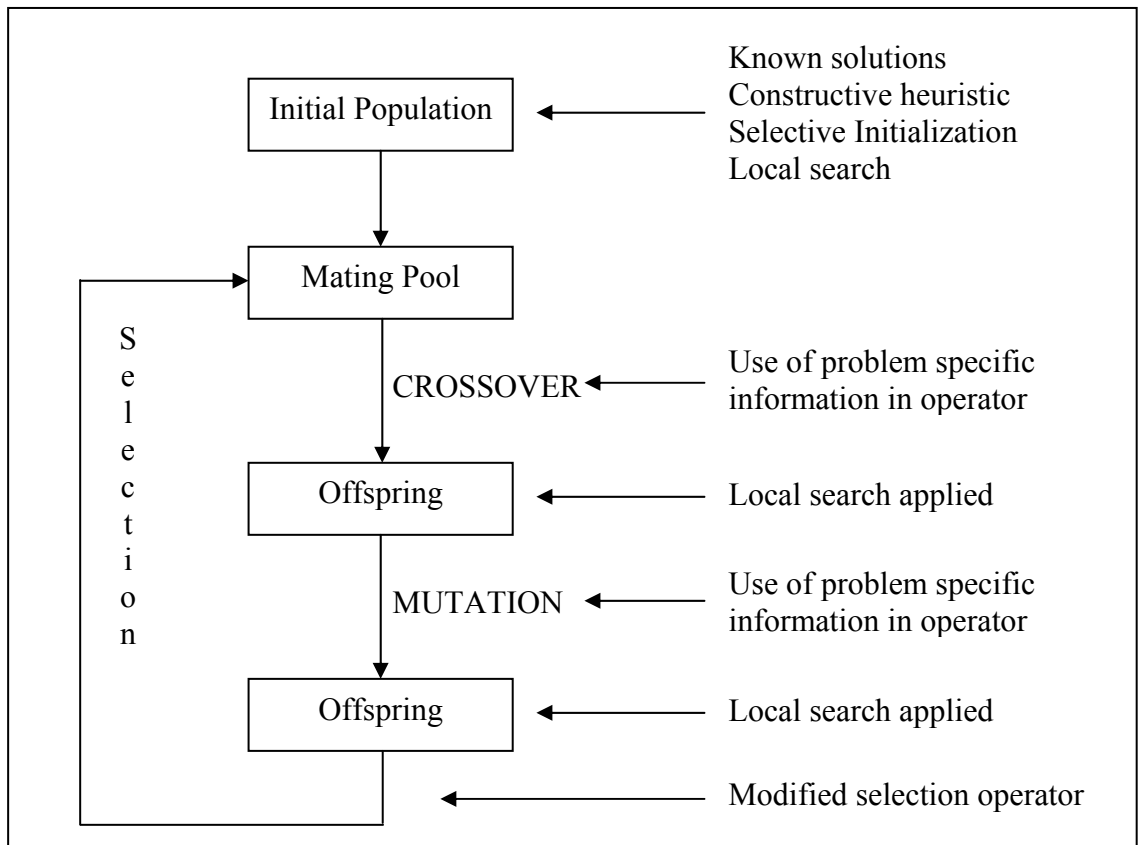 Known solutions
Constructive heuristic
Selective Initialization
Local search
Initial Population
Mating Pool
Selection
CROSSOVER
Use of problem specific
information in operator
Offspring
Local search applied
MUTATION
Use of problem specific
information in operator
Offspring
Local search applied
Modified selection operator